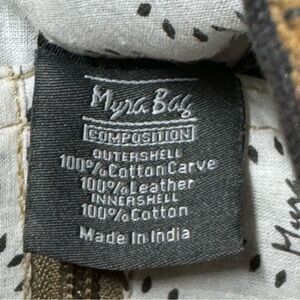 Myra Bag
COMPOSITION
OUTERSHELL
100%CottonCarve
100%Leather
INNERSHELL
100%Cotton
Made in India